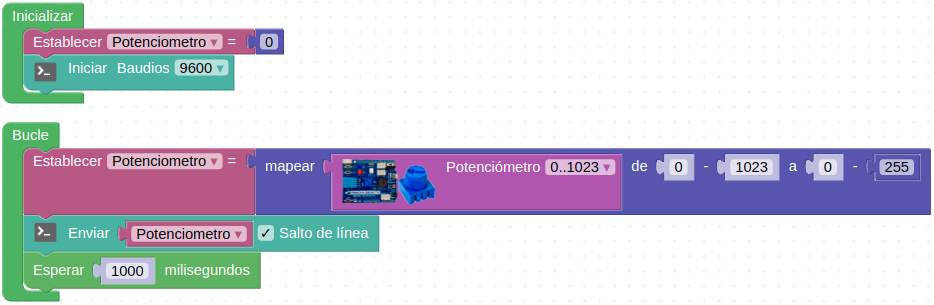 Inicializar
Establecer Potenciometro ▾ = 0
Iniciar Baudios 9600 ▾
Bucle
Establecer Potenciometro ▾ = mapear Potenciómetro 0..1023 ▾ de 0 - 1023 a 0 - 255
Enviar Potenciometro ▾ ✓ Salto de línea
Esperar 1000 milisegundos